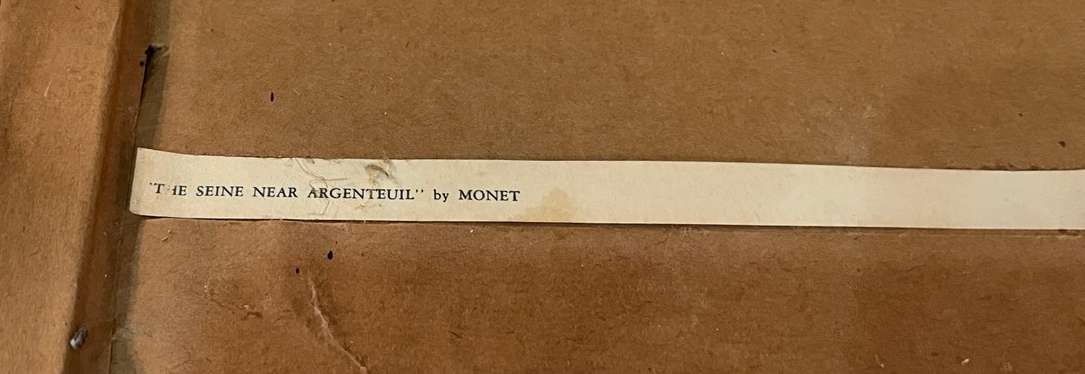 "THE SEINE NEAR ARGENTEUIL" by MONET